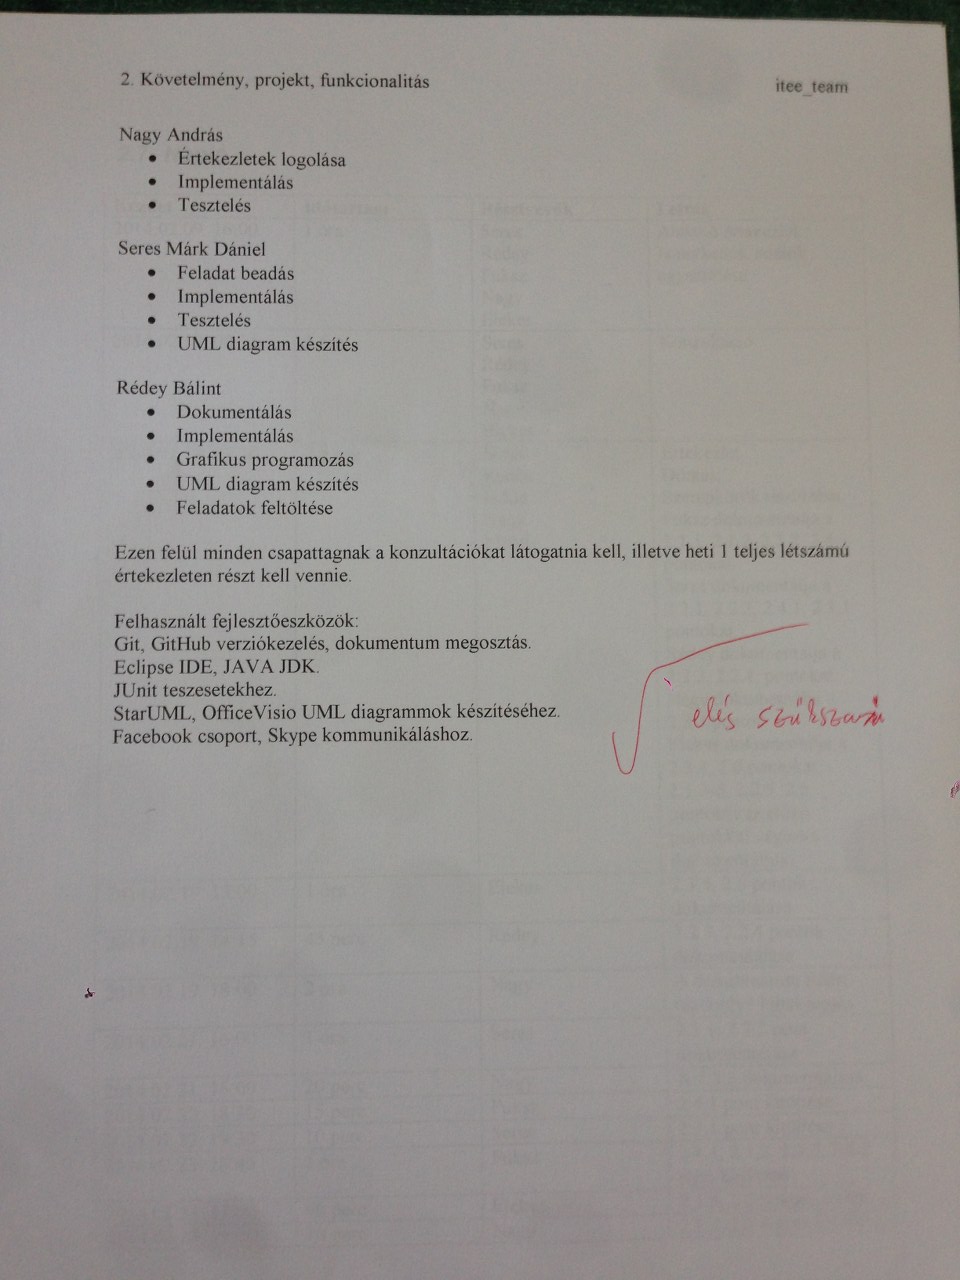 2. Követelmény, projekt, funkcionalitás
itee_team
Nagy András
• Értekezletek logolása
• Implementálás
• Tesztelés
Seres Márk Dániel
• Feladat beadás
• Implementálás
• Tesztelés
• UML diagram készítés
Rédey Bálint
• Dokumentálás
• Implementálás
• Grafikus programozás
• UML diagram készítés
• Feladatok feltöltése
Ezen felül minden csapattagnak a konzultációkat látogatnia kell, illetve heti 1 teljes létszámú
értekezleten részt kell vennie.
Felhasznált fejlesztőeszközök:
Git, GitHub verziókezelés, dokumentum megosztás.
Eclipse IDE, JAVA JDK.
JUnit teszesetekhez.
StarUML, OfficeVisio UML diagrammok készítéséhez.
Facebook csoport, Skype kommunikáláshoz.